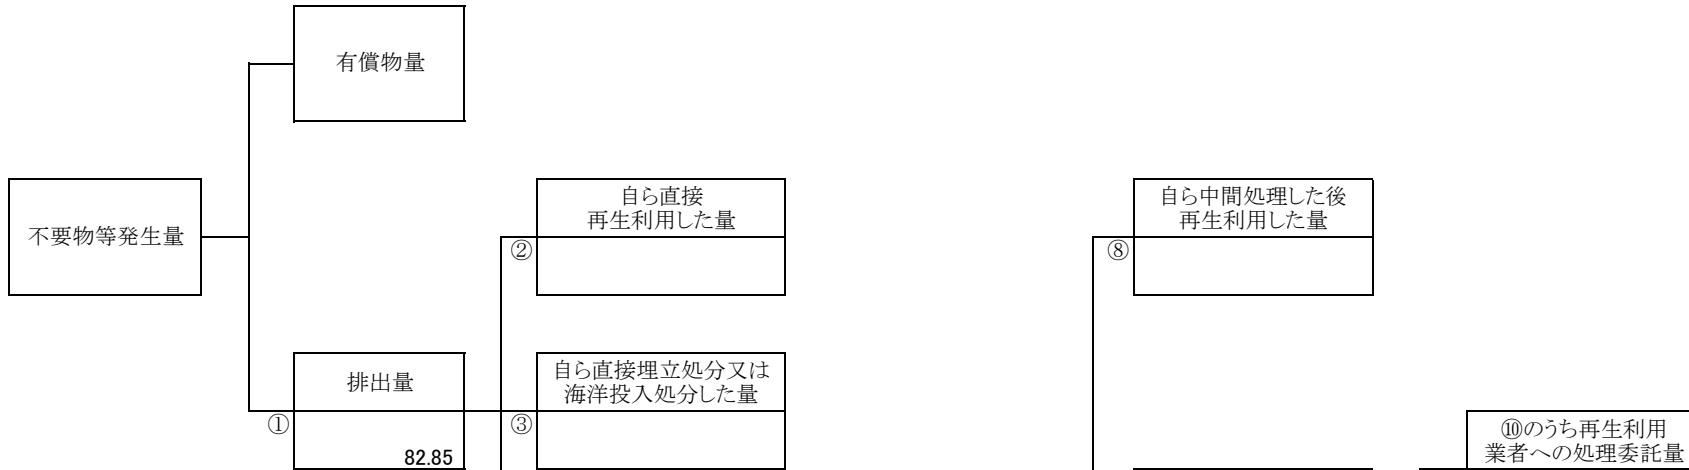 有償物量
不要物等発生量
自ら直接
再生利用した量
②
自ら中間処理した後
再生利用した量
⑧
排出量
①
82.85
自ら直接埋立処分又は
海洋投入処分した量
③
⑩のうち再生利用
業者への処理委託量